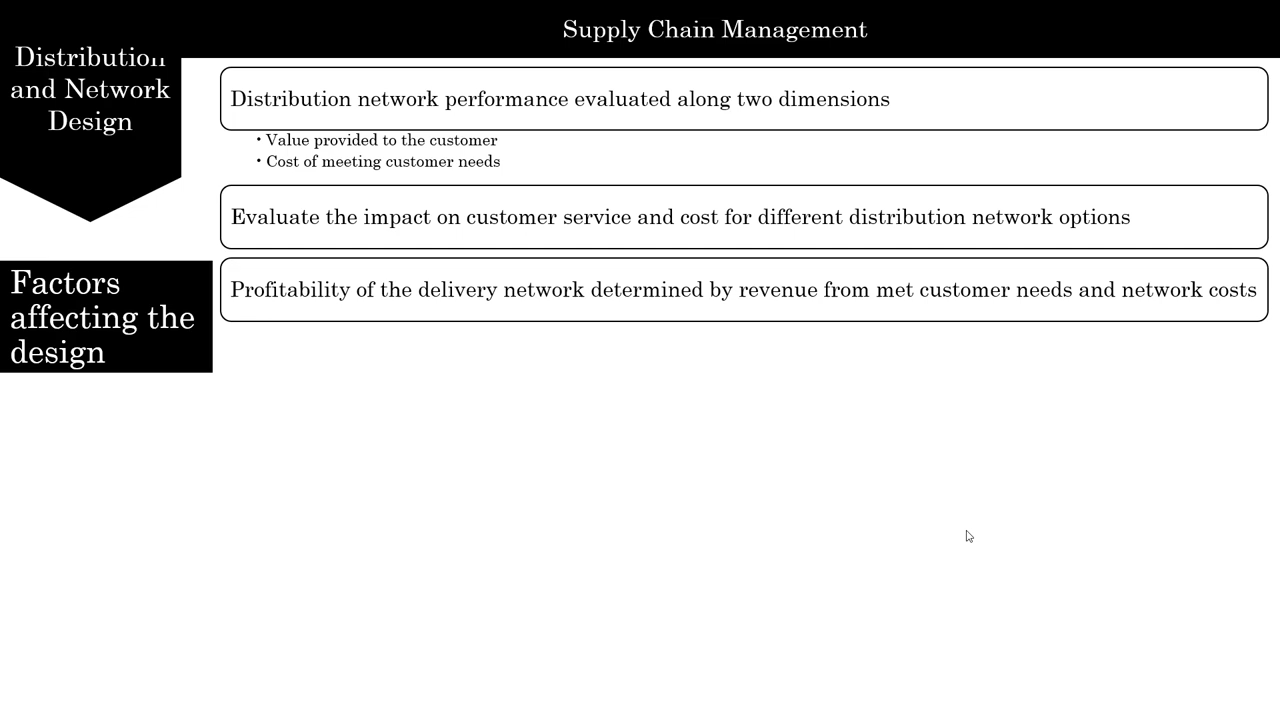 Supply Chain Management
Distribution
and Network
Design
Distribution network performance evaluated along two dimensions
• Value provided to the customer
• Cost of meeting customer needs
Evaluate the impact on customer service and cost for different distribution network options
Factors
affecting the
design
Profitability of the delivery network determined by revenue from met customer needs and network costs